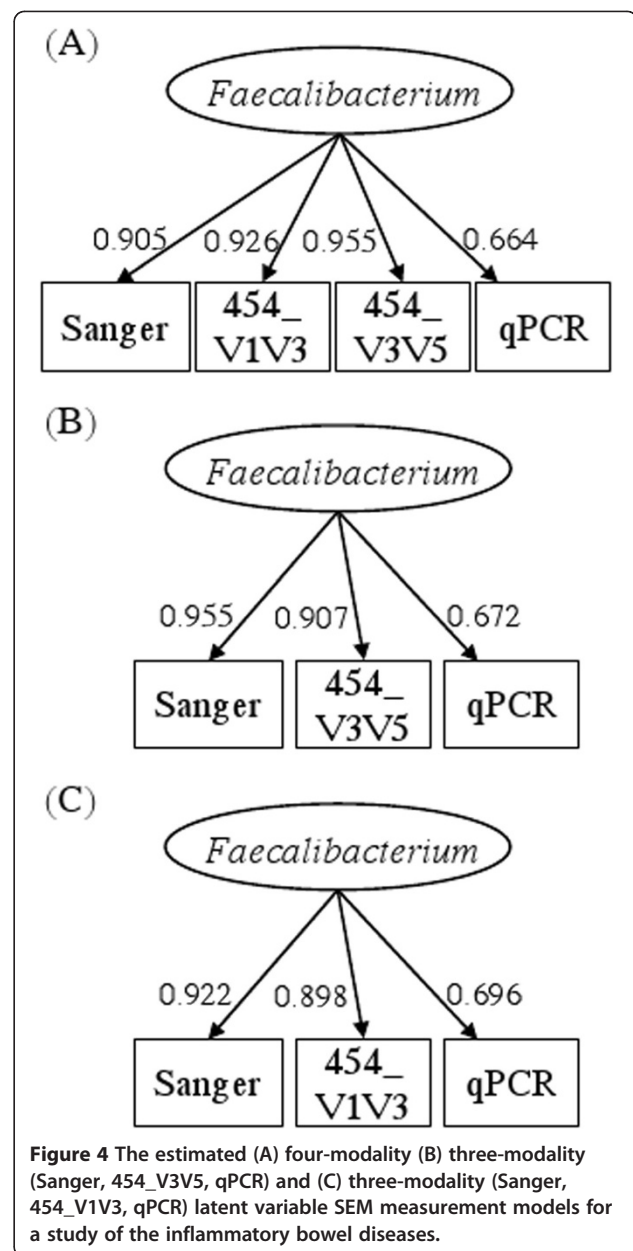 (A)
Faecalibacterium
0.905 0.926 0.955 0.664
Sanger 454_ V1V3 454_ V3V5 qPCR
(B)
Faecalibacterium
0.955 0.907 0.672
Sanger 454_ V3V5 qPCR
(C)
Faecalibacterium
0.922 0.898 0.696
Sanger 454_ V1V3 qPCR
Figure 4 The estimated (A) four-modality (B) three-modality
(Sanger, 454_V3V5, qPCR) and (C) three-modality (Sanger,
454_V1V3, qPCR) latent variable SEM measurement models for
a study of the inflammatory bowel diseases.